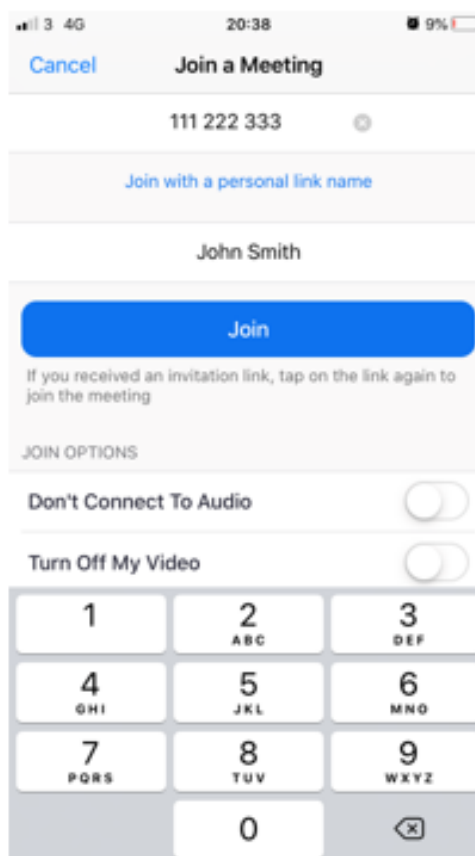 3 4G 20:38 9%
Cancel Join a Meeting
111 222 333
Join with a personal link name
John Smith
Join
If you received an invitation link, tap on the link again to
join the meeting
JOIN OPTIONS
Don't Connect To Audio
Turn Off My Video
1 2 3
ABC DEF
4 5 6
GHI JKL MNO
7 8 9
PQRS TUV WXYZ
0